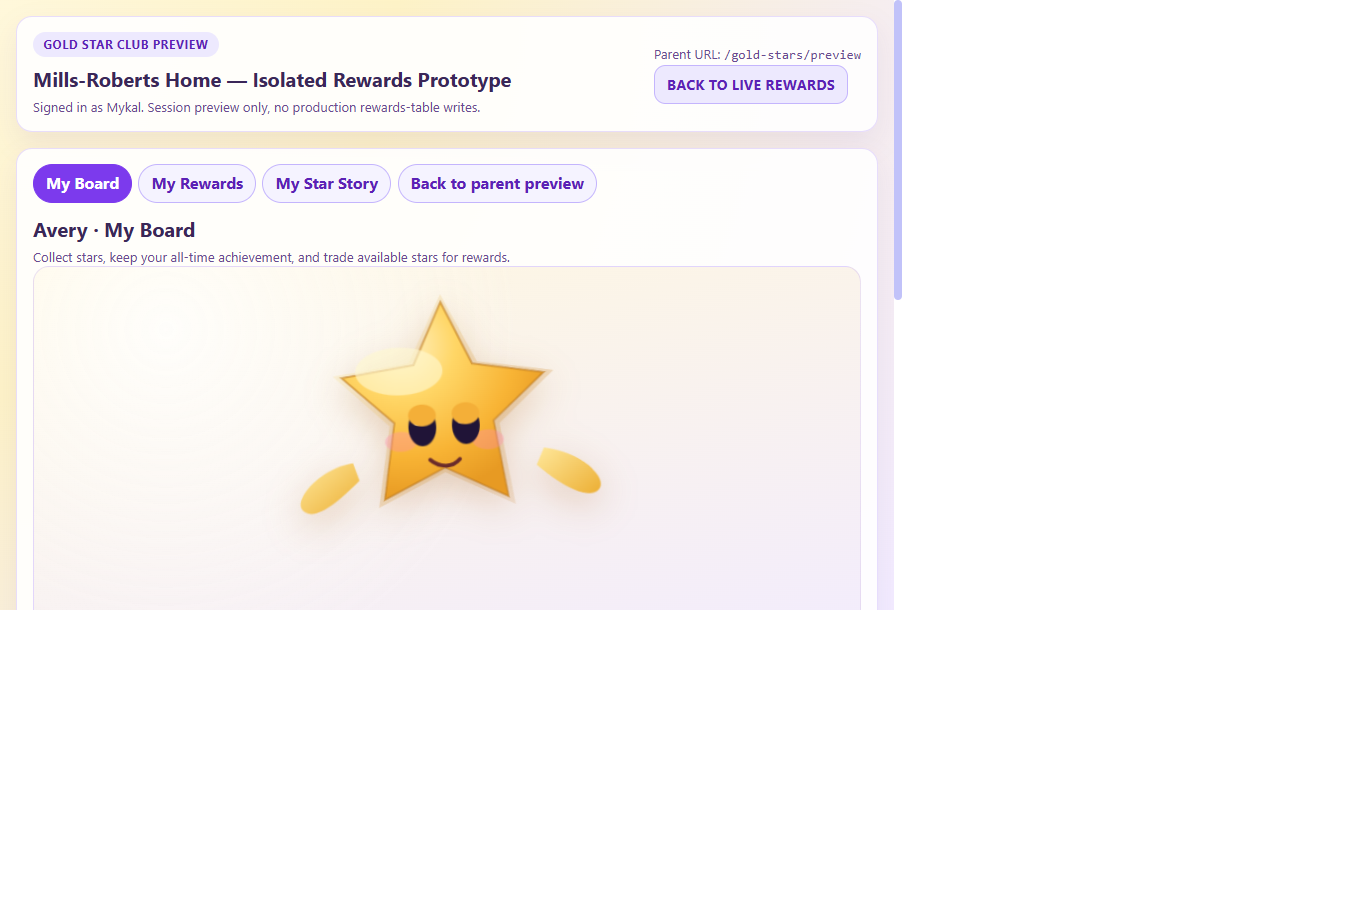 GOLD STAR CLUB PREVIEW
Mills-Roberts Home — Isolated Rewards Prototype
Signed in as Mykal. Session preview only, no production rewards-table writes.
Parent URL: /gold-stars/preview
BACK TO LIVE REWARDS
My Board
My Rewards
My Star Story
Back to parent preview
Avery · My Board
Collect stars, keep your all-time achievement, and trade available stars for rewards.